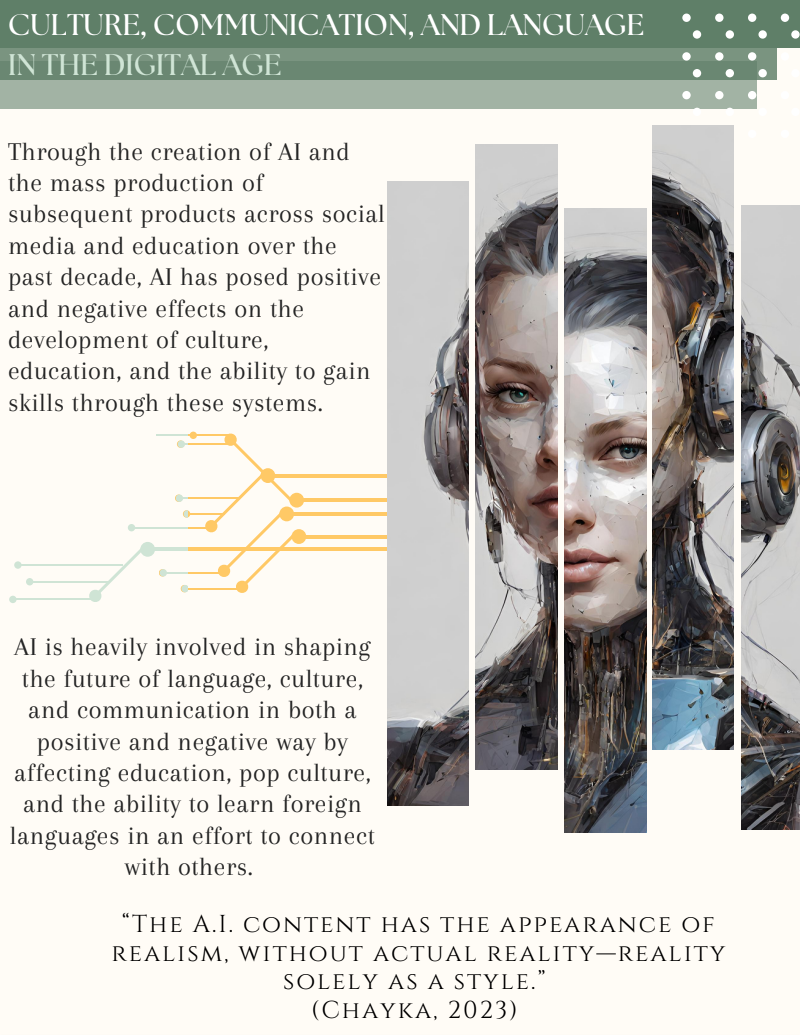 CULTURE, COMMUNICATION, AND LANGUAGE
IN THE DIGITAL AGE
Through the creation of AI and
the mass production of
subsequent products across social
media and education over the
past decade, AI has posed positive
and negative effects on the
development of culture,
education, and the ability to gain
skills through these systems.
AI is heavily involved in shaping
the future of language, culture,
and communication in both a
positive and negative way by
affecting education, pop culture,
and the ability to learn foreign
languages in an effort to connect
with others.
“The A.I. content has the appearance of
realism, without actual reality—reality
solely as a style.”
(Chayka, 2023)